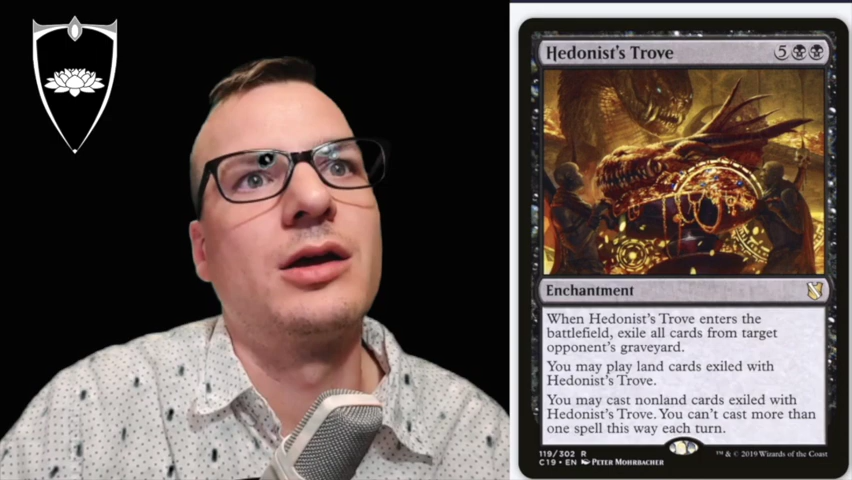 Hedonist's Trove 5
Enchantment
When Hedonist's Trove enters the
battlefield, exile all cards from target
opponent's graveyard.
You may play land cards exiled with
Hedonist's Trove.
You may cast nonland cards exiled with
Hedonist's Trove. You can't cast more than
one spell this way each turn.
119/302 R
C19 • EN Peter Mohrbacher
™ & © 2019 Wizards of the Coast